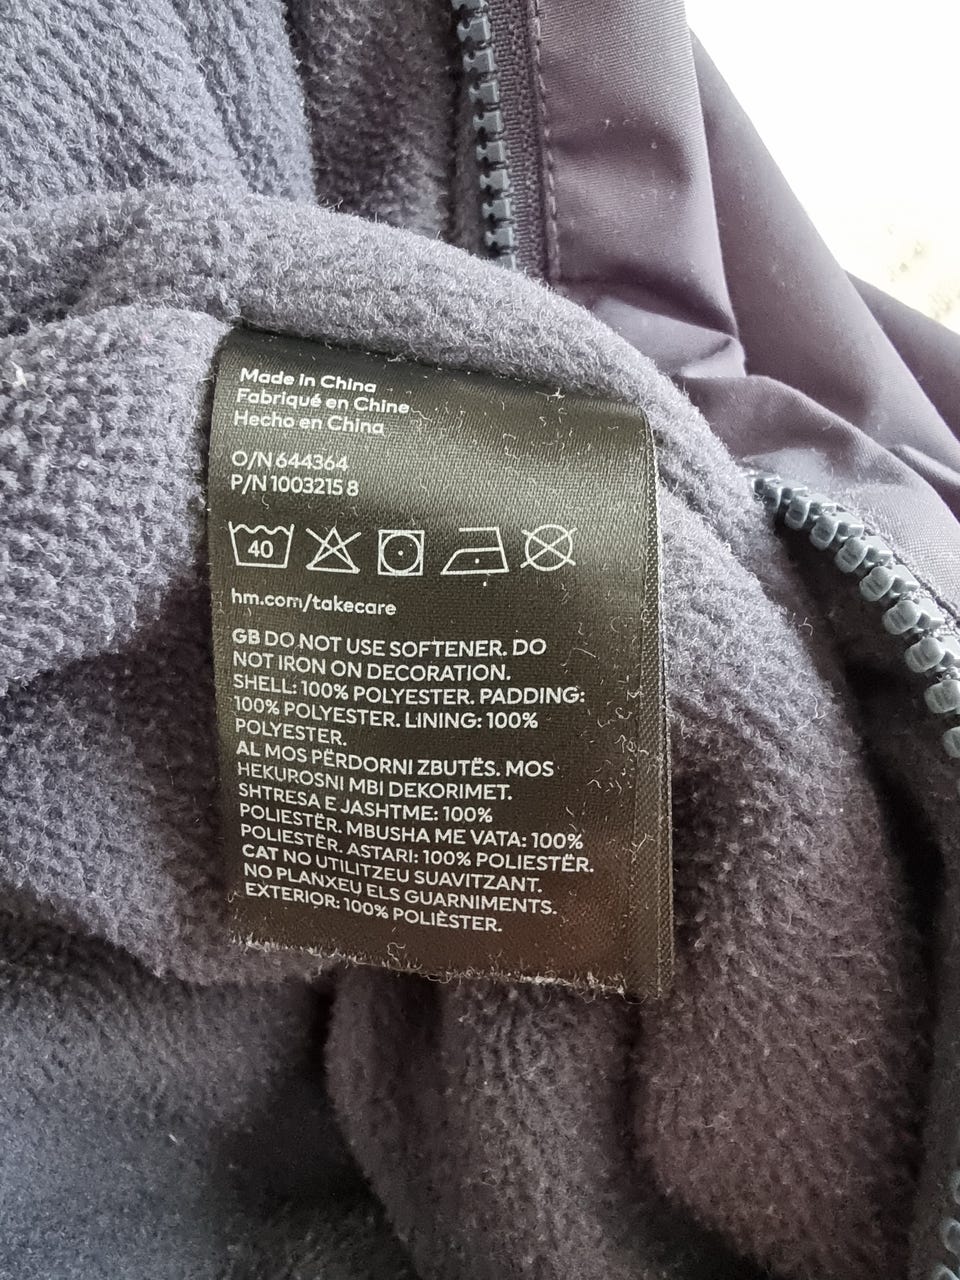 Made in China
Fabriqué en Chine
Hecho en China
O/N 644364
P/N 1003215 8
40
hm.com/takecare
GB DO NOT USE SOFTENER. DO
NOT IRON ON DECORATION.
SHELL: 100% POLYESTER. PADDING:
100% POLYESTER. LINING: 100%
POLYESTER.
AL MOS PËRDORNI ZBUTËS. MOS
HEKUROSNI MBI DEKORIMET.
SHTRESA E JASHTME: 100%
POLIESTËR. MBUSHA ME VATA: 100%
POLIESTËR. ASTARI: 100% POLIESTËR.
CAT NO UTILITZEU SUAVITZANT.
NO PLANXEU ELS GUARNIMENTS.
EXTERIOR: 100% POLIÈSTER.